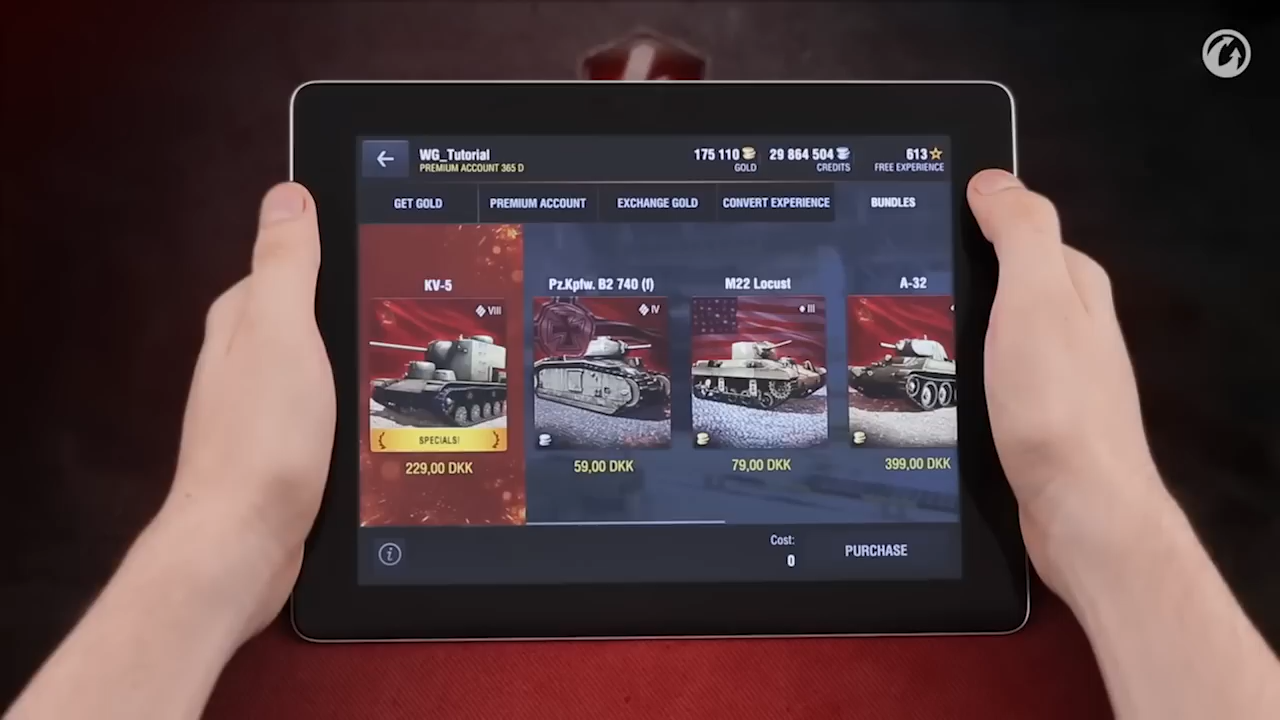 WG_Tutorial
PREMIUM ACCOUNT 365 D
175 110
GOLD
29 864 504
CREDITS
613
FREE EXPERIENCE
GET GOLD
PREMIUM ACCOUNT
EXCHANGE GOLD
CONVERT EXPERIENCE
BUNDLES
KV-5
VIII
SPECIALS!
229,00 DKK
Pz.Kpfw. B2 740 (f)
IV
59,00 DKK
M22 Locust
III
79,00 DKK
A-32
399,00 DKK
Cost:
0
PURCHASE